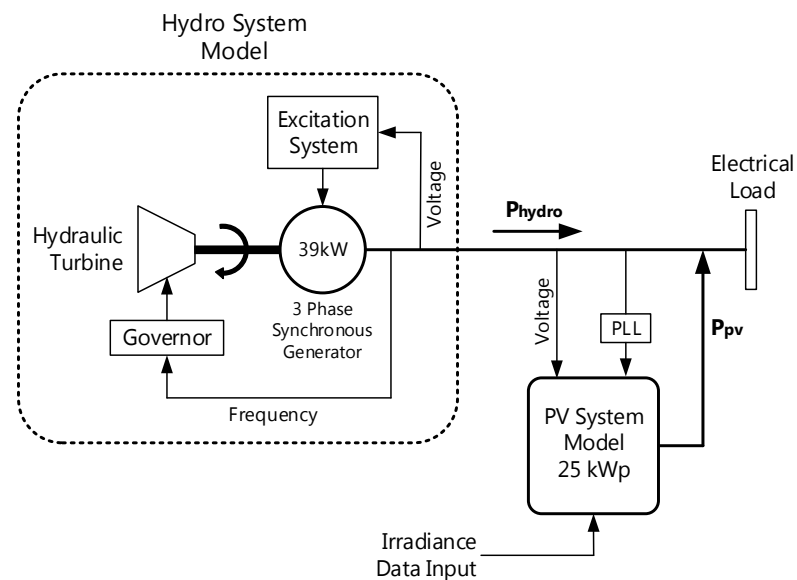 Hydro System
Model
Excitation
System
Voltage
Electrical
Load
Phydro
Hydraulic
Turbine
39kW
3 Phase
Synchronous
Generator
Governor
Frequency
Voltage
PLL
Ppv
PV System
Model
25 kWp
Irradiance
Data Input